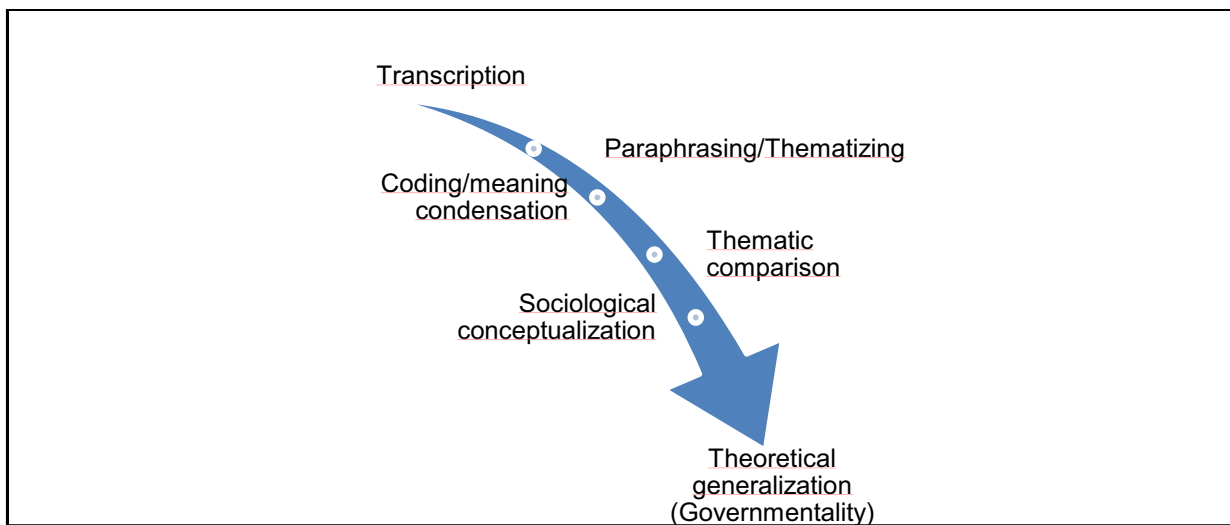 Transcription
Paraphrasing/Thematizing
Coding/meaning
condensation
Thematic
comparison
Sociological
conceptualization
Theoretical
generalization
(Governmentality)